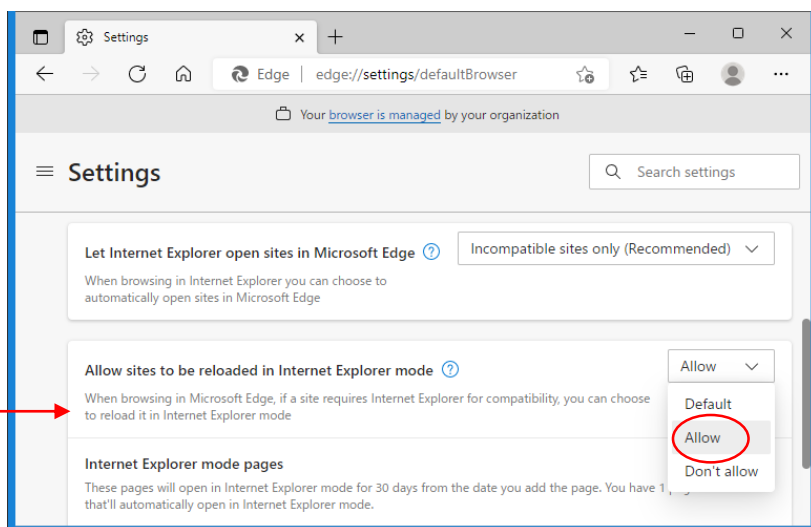 Settings
Edge | edge://settings/defaultBrowser
Your browser is managed by your organization
Settings
Search settings
Let Internet Explorer open sites in Microsoft Edge
Incompatible sites only (Recommended)
When browsing in Internet Explorer you can choose to
automatically open sites in Microsoft Edge
Allow sites to be reloaded in Internet Explorer mode
Allow
When browsing in Microsoft Edge, if a site requires Internet Explorer for compatibility, you can choose
to reload it in Internet Explorer mode
Default
Allow
Don't allow
Internet Explorer mode pages
These pages will open in Internet Explorer mode for 30 days from the date you add the page. You have 1
that'll automatically open in Internet Explorer mode.